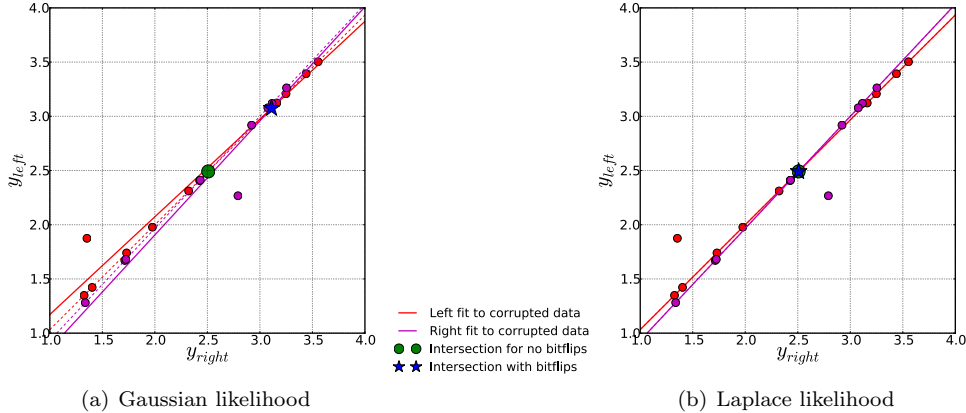 4.0
3.5
3.0
2.5
2.0
1.5
1.0
y_left
1.0 1.5 2.0 2.5 3.0 3.5 4.0
y_right
Left fit to corrupted data
Right fit to corrupted data
Intersection for no bitflips
Intersection with bitflips
4.0
3.5
3.0
2.5
2.0
1.5
1.0
y_left
1.0 1.5 2.0 2.5 3.0 3.5 4.0
y_right
(a) Gaussian likelihood
(b) Laplace likelihood